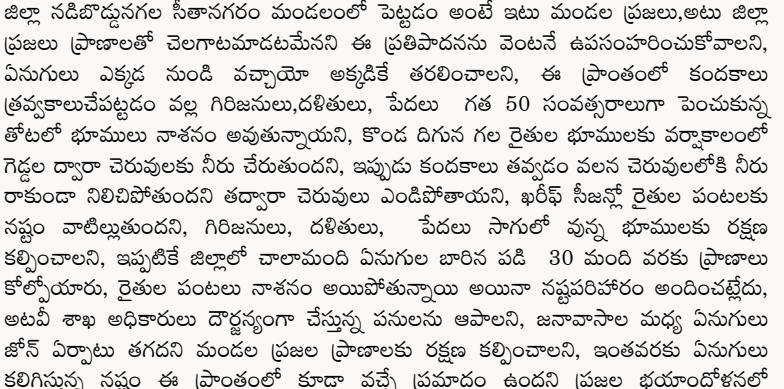 జిల్లా నడిబొడ్డునగల సీతానగరం మండలంలో పెట్టడం అంటే ఇటు మండల ప్రజలు,అటు జిల్లా
ప్రజలు ప్రాణాలతో చెలగాటమాడటమేనని ఈ ప్రతిపాదనను వెంటనే ఉపసంహరించుకోవాలని,
ఏనుగులు ఎక్కడ నుండి వచ్చాయో అక్కడికే తరలించాలని, ఈ ప్రాంతంలో కందకాలు
త్రవ్వకాలుచేపట్టడం వల్ల గిరిజనులు,దళితులు, పేదలు గత 50 సంవత్సరాలుగా పెంచుకున్న
తోటలో భూములు నాశనం అవుతున్నాయని, కొండ దిగున గల రైతుల భూములకు వర్షాకాలంలో
గెడ్డల ద్వారా చెరువులకు నీరు చేరుతుందని, ఇప్పుడు కందకాలు తవ్వడం వలన చెరువులలోకి నీరు
రాకుండా నిలిచిపోతుందని తద్వారా చెరువులు ఎండిపోతాయని, ఖరీఫ్ సీజన్లో రైతుల పంటలకు
నష్టం వాటిల్లుతుందని, గిరిజనులు, దళితులు, పేదలు సాగులో వున్న భూములకు రక్షణ
కల్పించాలని, ఇప్పటికే జిల్లాలో చాలామంది ఏనుగుల బారిన పడి 30 మంది వరకు ప్రాణాలు
కోల్పోయారు, రైతుల పంటలు నాశనం అయిపోతున్నాయి అయినా నష్టపరిహారం అందించట్లేదు,
అటవీ శాఖ అధికారులు దౌర్జన్యంగా చేస్తున్న పనులను ఆపాలని, జనావాసాల మధ్య ఏనుగులు
జోన్ ఏర్పాటు తగదని మండల ప్రజల ప్రాణాలకు రక్షణ కల్పించాలని, ఇంతవరకు ఏనుగులు
కలిగిస్తున్న నష్టం ఈ ప్రాంతంలో కూడా వచ్చే ప్రమాదం ఉందని ప్రజల భయాందోళనలో